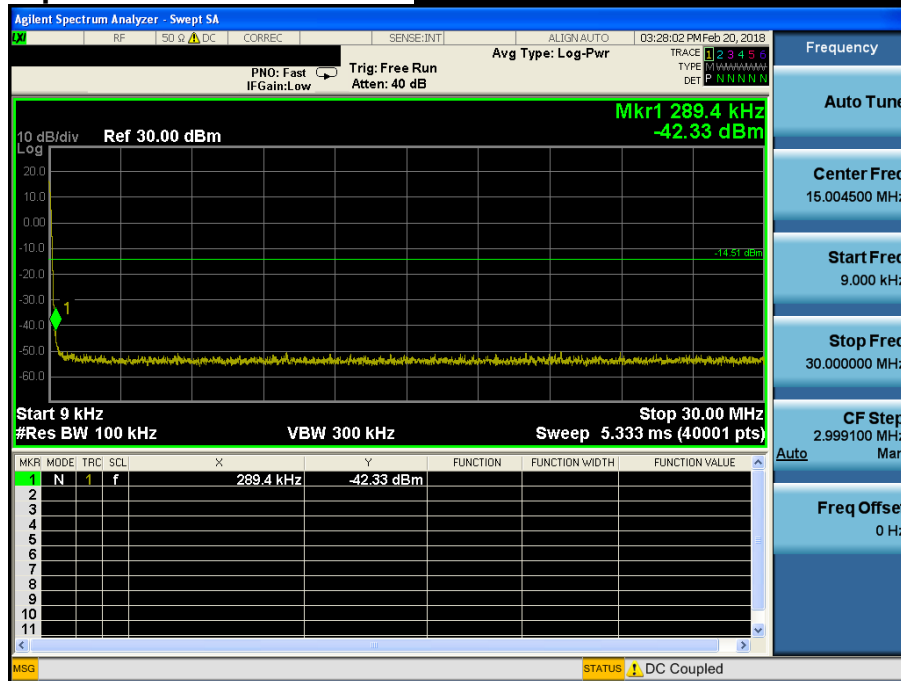 Agilent Spectrum Analyzer - Swept SA
LXI RF 50 Ω DC CORREC SENSE:INT ALIGN AUTO 03:28:02 PM Feb 20, 2018
PNO: Fast
IFGain:Low
Trig: Free Run
Atten: 40 dB
Avg Type: Log-Pwr
TRACE 1 2 3 4 5 6
TYPE M W W W W W
DET P N N N N N
Mkr1 289.4 kHz
-42.33 dBm
10 dB/div Ref 30.00 dBm
Log
20.0
10.0
0.00
-10.0
-14.51 dBm
-20.0
-30.0
1
-40.0
-50.0
-60.0
Start 9 kHz Stop 30.00 MHz
#Res BW 100 kHz VBW 300 kHz Sweep 5.333 ms (40001 pts)
MKR MODE TRC SCL X Y FUNCTION FUNCTION WIDTH FUNCTION VALUE
1 N 1 f 289.4 kHz -42.33 dBm
2
3
4
5
6
7
8
9
10
11
MSG STATUS DC Coupled
Frequency
Auto Tune
Center Freq
15.004500 MHz
Start Freq
9.000 kHz
Stop Freq
30.000000 MHz
CF Step
2.999100 MHz
Auto Man
Freq Offset
0 Hz